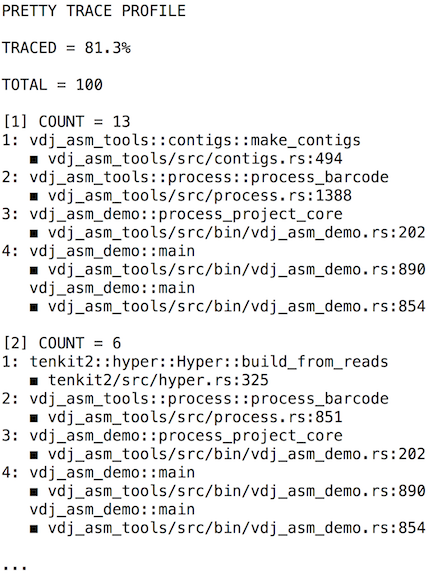 PRETTY TRACE PROFILE
TRACED = 81.3%
TOTAL = 100
[1] COUNT = 13
1: vdj_asm_tools::contigs::make_contigs
■ vdj_asm_tools/src/contigs.rs:494
2: vdj_asm_tools::process::process_barcode
■ vdj_asm_tools/src/process.rs:1388
3: vdj_asm_demo::process_project_core
■ vdj_asm_tools/src/bin/vdj_asm_demo.rs:202
4: vdj_asm_demo::main
■ vdj_asm_tools/src/bin/vdj_asm_demo.rs:890
vdj_asm_demo::main
■ vdj_asm_tools/src/bin/vdj_asm_demo.rs:854
[2] COUNT = 6
1: tenkit2::hyper::Hyper::build_from_reads
■ tenkit2/src/hyper.rs:325
2: vdj_asm_tools::process::process_barcode
■ vdj_asm_tools/src/process.rs:851
3: vdj_asm_demo::process_project_core
■ vdj_asm_tools/src/bin/vdj_asm_demo.rs:202
4: vdj_asm_demo::main
■ vdj_asm_tools/src/bin/vdj_asm_demo.rs:890
vdj_asm_demo::main
■ vdj_asm_tools/src/bin/vdj_asm_demo.rs:854
...